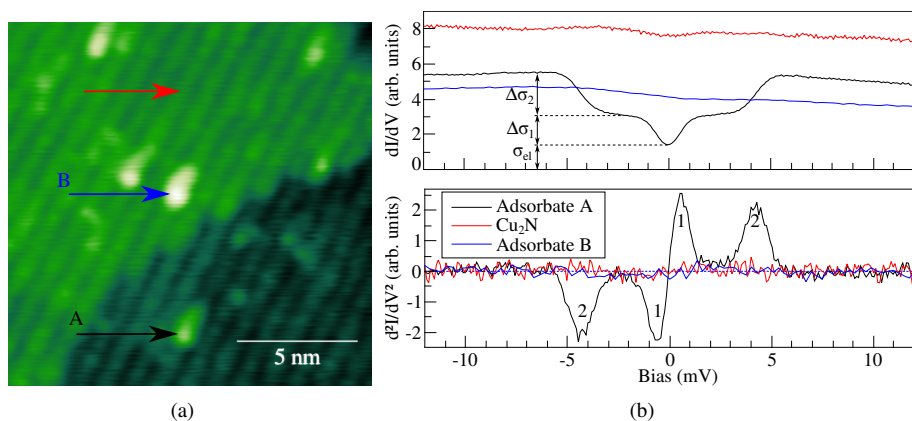 B
A
5 nm
(a)
dI/dV (arb. units)
8
6
4
2
0
Δσ₂
Δσ₁
σel
d²I/dV² (arb. units)
2
1
0
-1
-2
Adsorbate A
Cu₂N
Adsorbate B
1
2
2
1
-10
-5
0
5
10
Bias (mV)
(b)